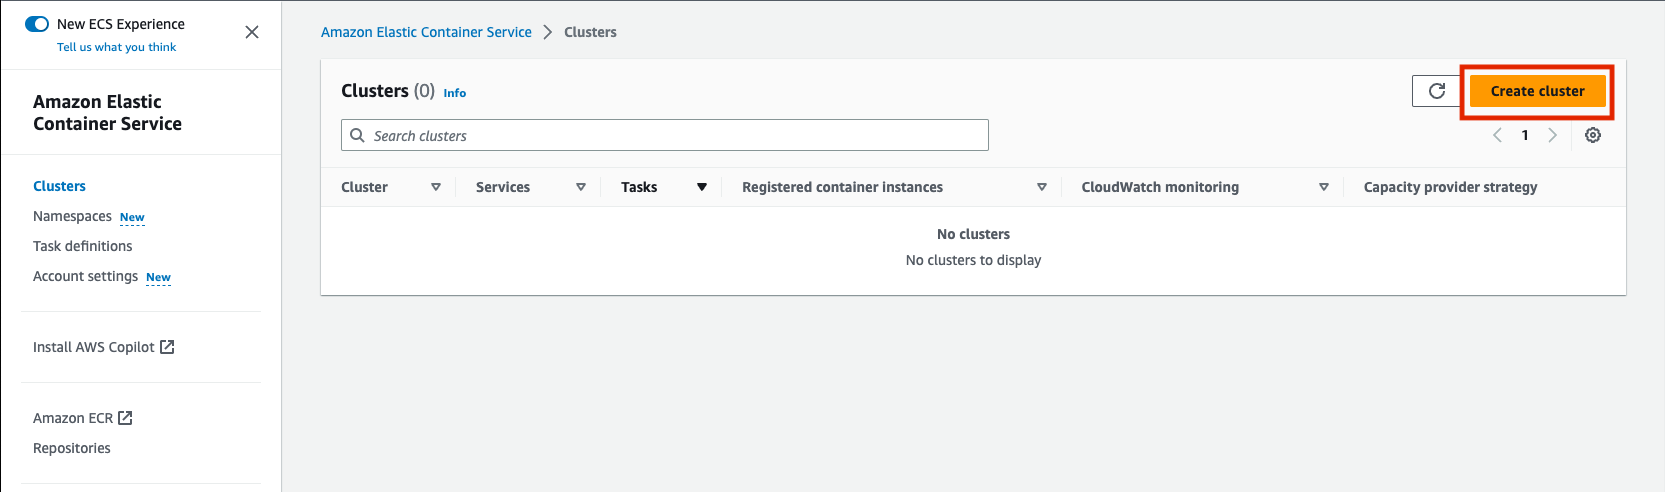 New ECS Experience
Tell us what you think
Amazon Elastic
Container Service
Clusters
Namespaces New
Task definitions
Account settings New
Install AWS Copilot
Amazon ECR
Repositories
Amazon Elastic Container Service > Clusters
Clusters (0) Info
Create cluster
Search clusters
1
Cluster Services Tasks Registered container instances CloudWatch monitoring Capacity provider strategy
No clusters
No clusters to display